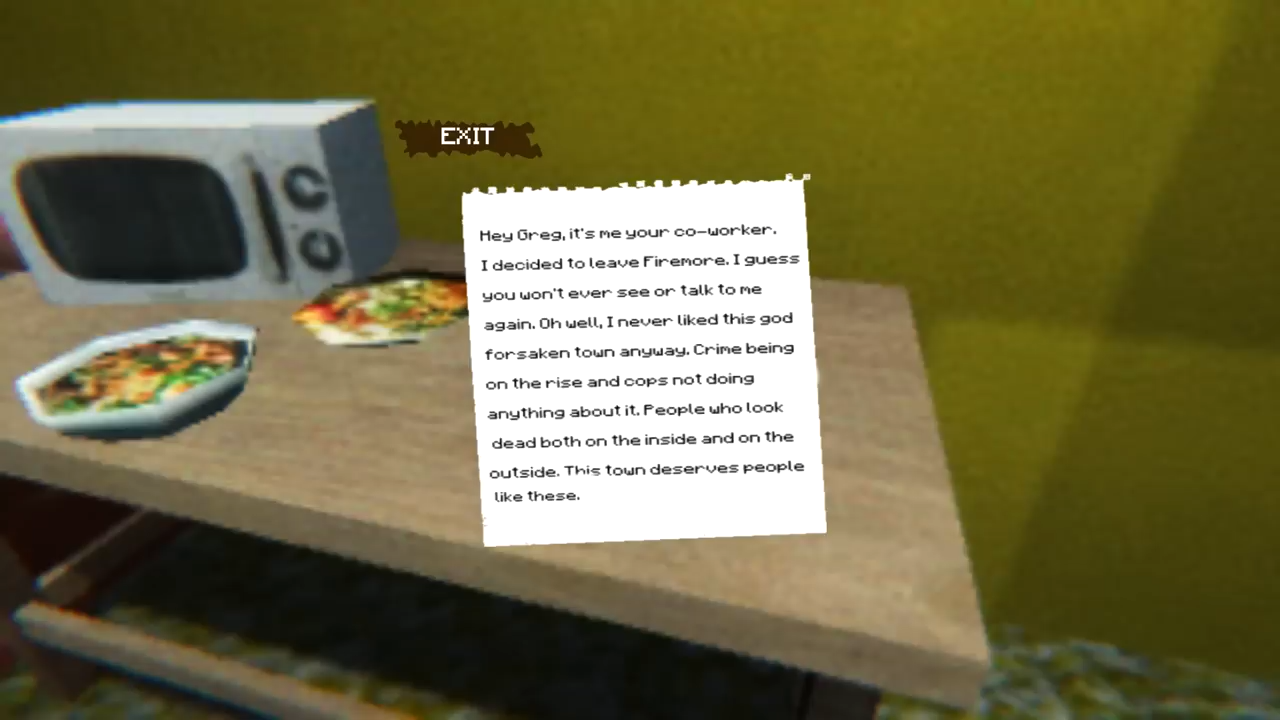 EXIT
Hey Greg, it's me your co-worker.
I decided to leave Firemore. I guess
you won't ever see or talk to me
again. Oh well, I never liked this god
forsaken town anyway. Crime being
on the rise and cops not doing
anything about it. People who look
dead both on the inside and on the
outside. This town deserves people
like these.